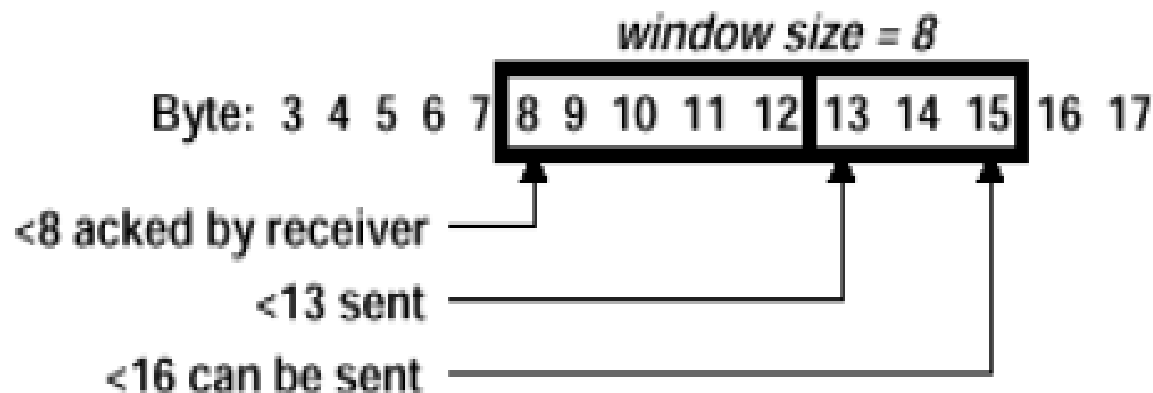 window size = 8
Byte: 3 4 5 6 7 8 9 10 11 12 13 14 15 16 17
<8 acked by receiver
<13 sent
<16 can be sent